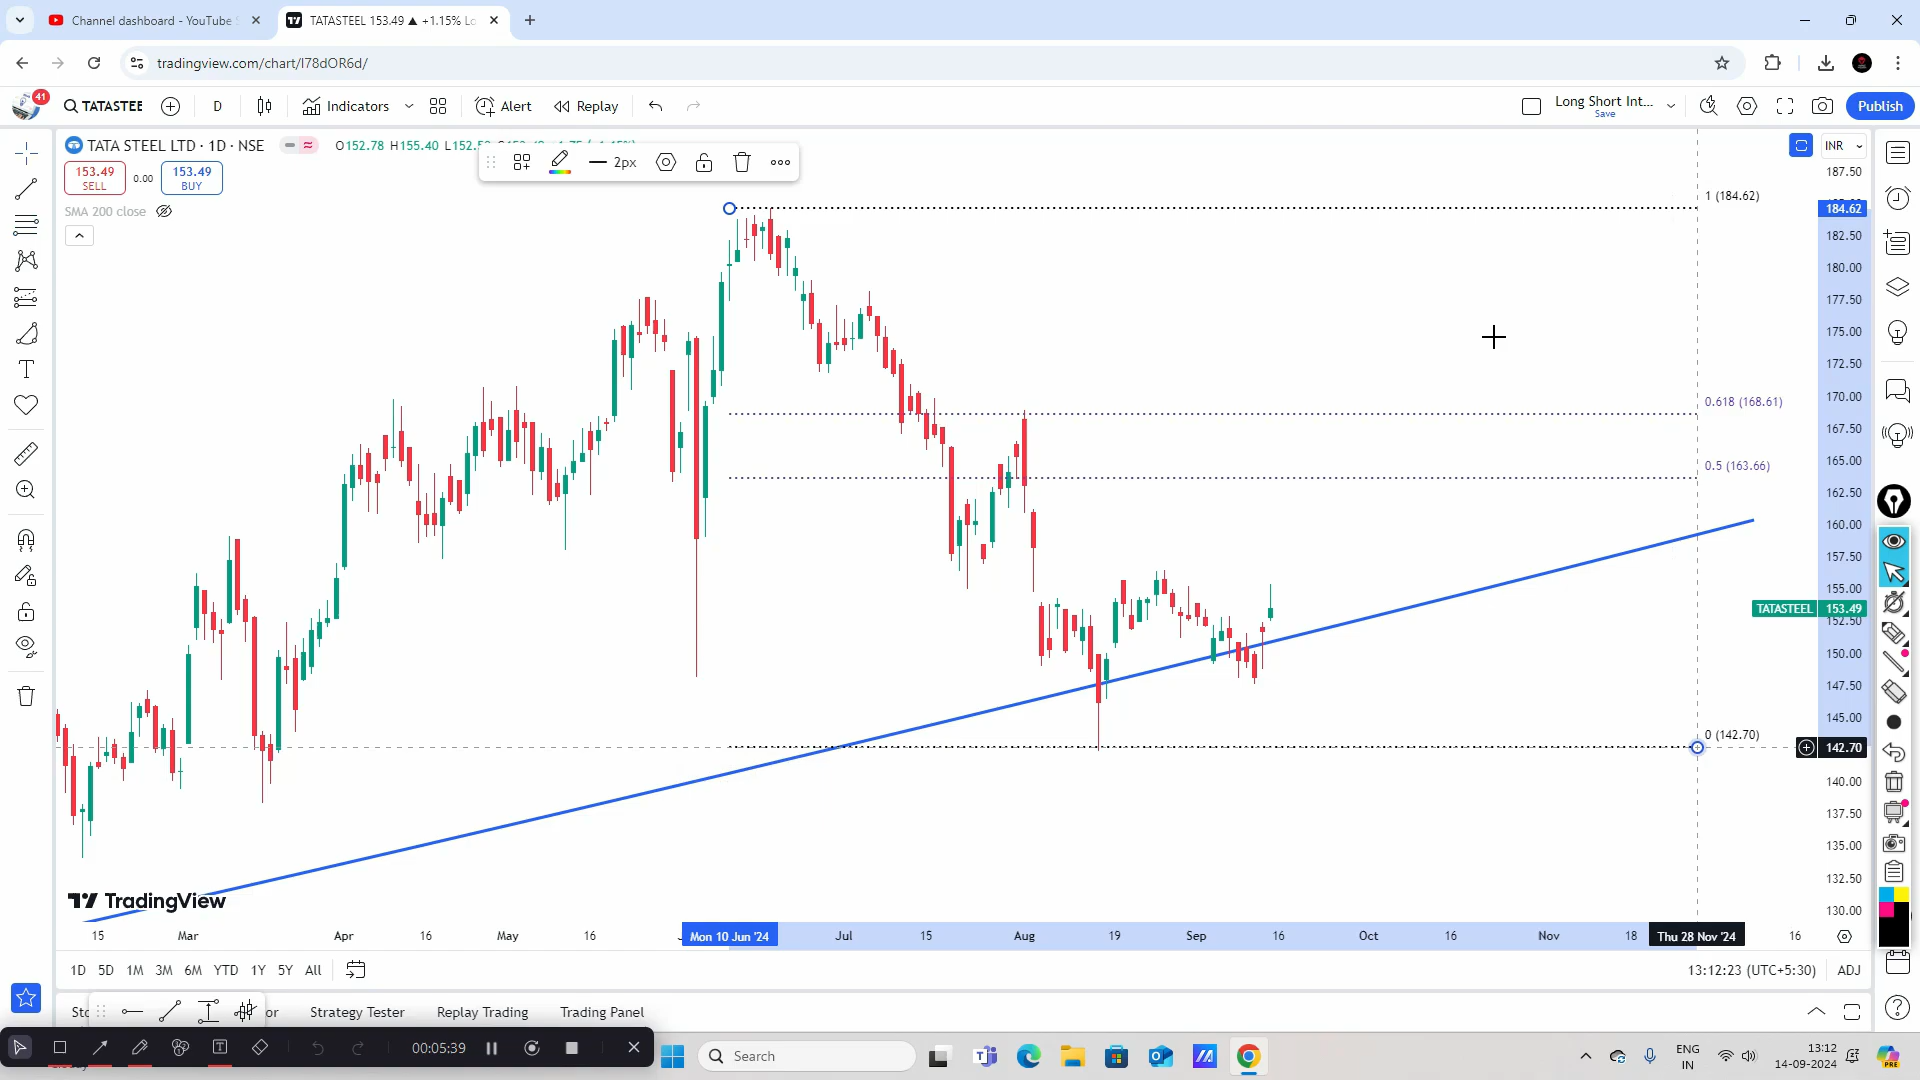 Channel dashboard - YouTube S
TATASTEEL 153.49 ▲ +1.15% Lo
tradingview.com/chart/I78dOR6d/
41
TATASTEE
D
Indicators
Alert
Replay
Long Short Int...
Save
Publish
TATA STEEL LTD · 1D · NSE
O152.78 H155.40
2px
INR
153.49
SELL
0.00
153.49
BUY
SMA 200 close
187.50
184.62
182.50
180.00
177.50
175.00
172.50
170.00
167.50
165.00
162.50
160.00
157.50
155.00
TATASTEEL 153.49
152.50
150.00
147.50
145.00
142.70
140.00
137.50
135.00
132.50
130.00
1 (184.62)
0.618 (168.61)
0.5 (163.66)
0 (142.70)
TradingView
15
Mar
Apr
16
May
16
Mon 10 Jun '24
Jul
15
Aug
19
Sep
16
Oct
16
Nov
18
Thu 28 Nov '24
16
1D 5D 1M 3M 6M YTD 1Y 5Y All
13:12:23 (UTC+5:30)
ADJ
Strategy Tester
Replay Trading
Trading Panel
00:05:39
Search
ENG
IN
13:12
14-09-2024
PRE